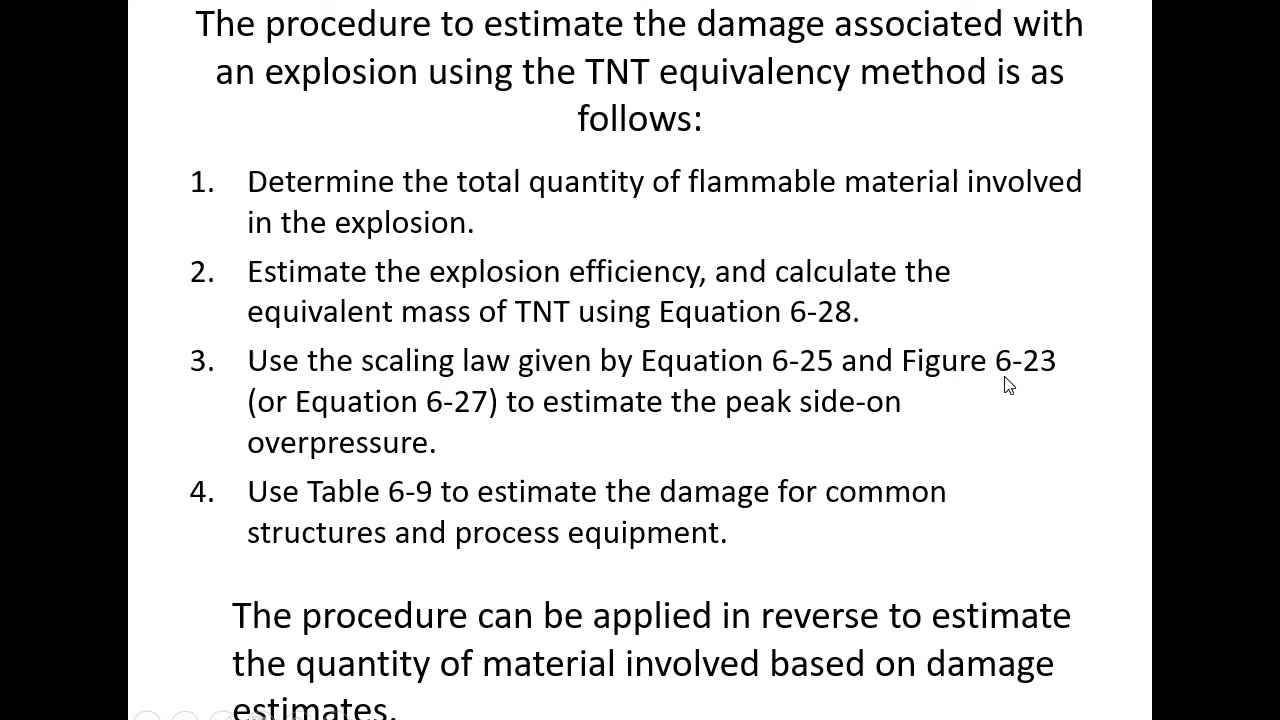 The procedure to estimate the damage associated with
an explosion using the TNT equivalency method is as
follows:
1. Determine the total quantity of flammable material involved
in the explosion.
2. Estimate the explosion efficiency, and calculate the
equivalent mass of TNT using Equation 6-28.
3. Use the scaling law given by Equation 6-25 and Figure 6-23
(or Equation 6-27) to estimate the peak side-on
overpressure.
4. Use Table 6-9 to estimate the damage for common
structures and process equipment.
The procedure can be applied in reverse to estimate
the quantity of material involved based on damage
estimates.